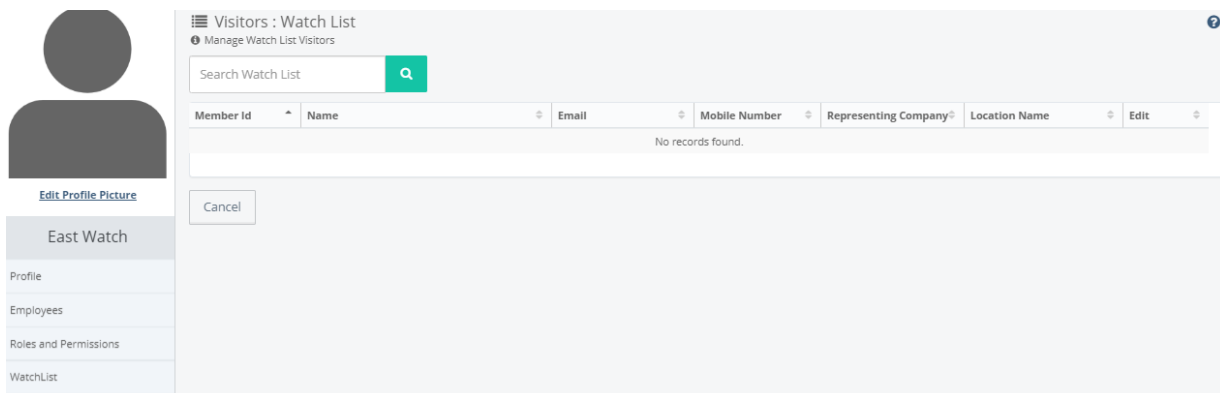 Visitors : Watch List
Manage Watch List Visitors
Search Watch List
Member Id Name Email Mobile Number Representing Company Location Name Edit
No records found.
Edit Profile Picture
Cancel
East Watch
Profile
Employees
Roles and Permissions
WatchList